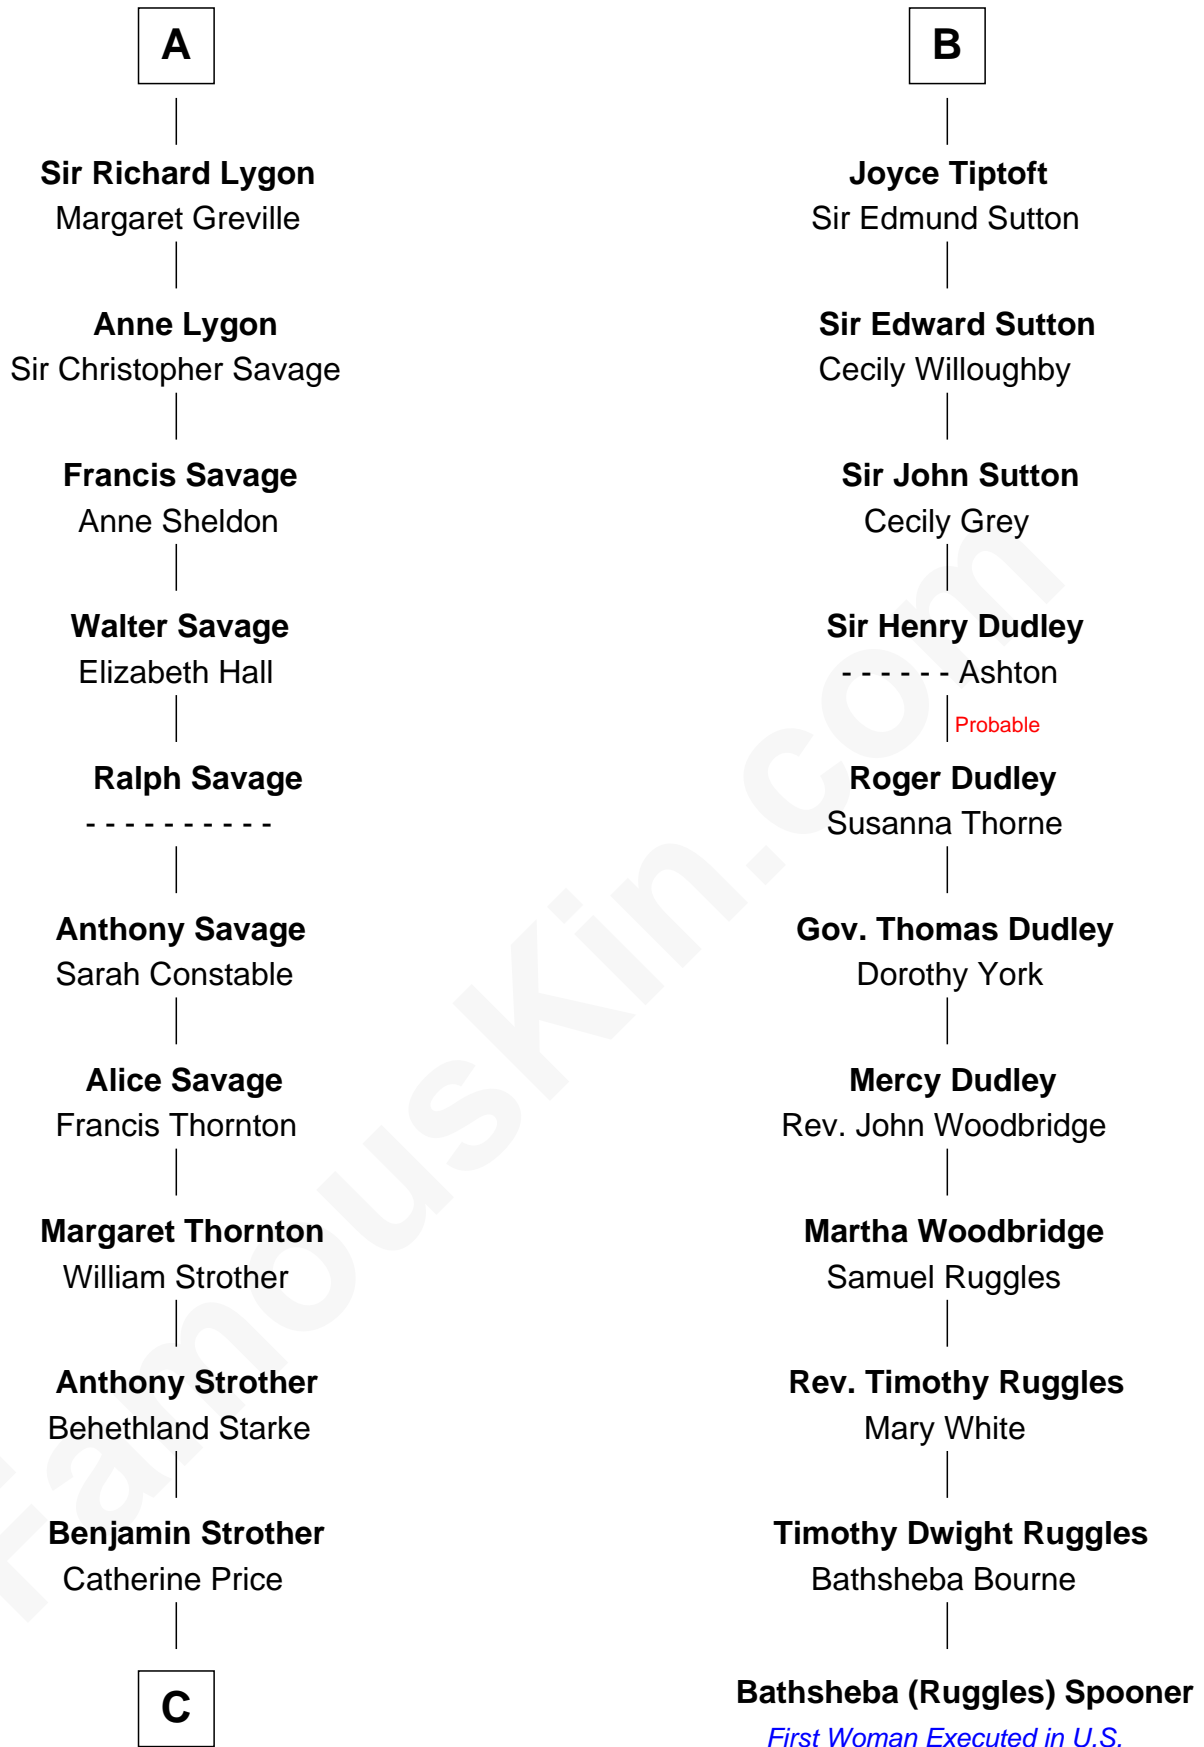 A
Sir Richard Lygon
Margaret Greville
Anne Lygon
Sir Christopher Savage
Francis Savage
Anne Sheldon
Walter Savage
Elizabeth Hall
Ralph Savage
- - - - - - - - - -
Anthony Savage
Sarah Constable
Alice Savage
Francis Thornton
Margaret Thornton
William Strother
Anthony Strother
Behethland Starke
Benjamin Strother
Catherine Price
C
B
Joyce Tiptoft
Sir Edmund Sutton
Sir Edward Sutton
Cecily Willoughby
Sir John Sutton
Cecily Grey
Sir Henry Dudley
- - - - - - Ashton
Probable
Roger Dudley
Susanna Thorne
Gov. Thomas Dudley
Dorothy York
Mercy Dudley
Rev. John Woodbridge
Martha Woodbridge
Samuel Ruggles
Rev. Timothy Ruggles
Mary White
Timothy Dwight Ruggles
Bathsheba Bourne
Bathsheba (Ruggles) Spooner
First Woman Executed in U.S.
FamousKin.com